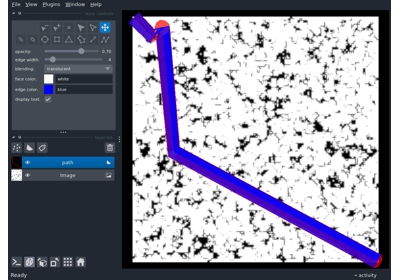 File View Plugins Window Help
opacity: 0.70
edge width: 4
blending: translucent
face color: white
edge color: blue
display text:
path
Image
Ready
activity